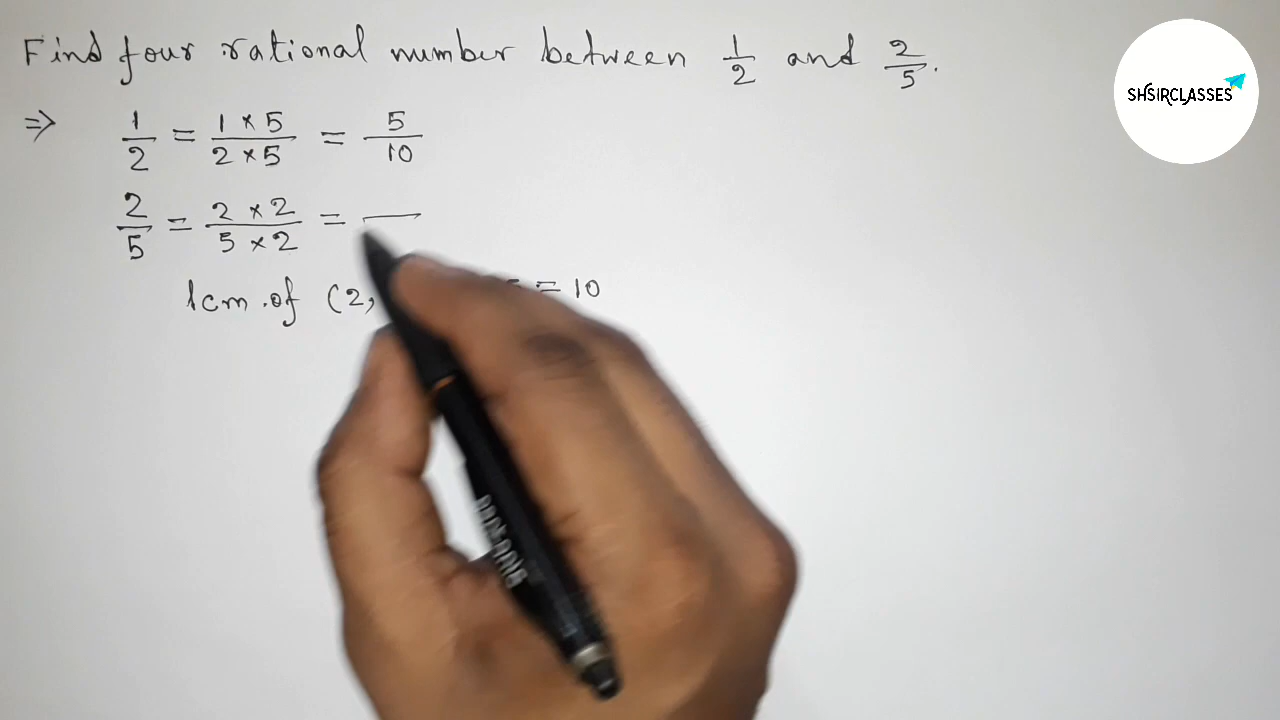 Find four rational number between 1/2 and 2/5.
SHSIRCLASSES
⇒ 1/2 = 1×5/2×5 = 5/10
2/5 = 2×2/5×2 =
lcm.of (2, = 10